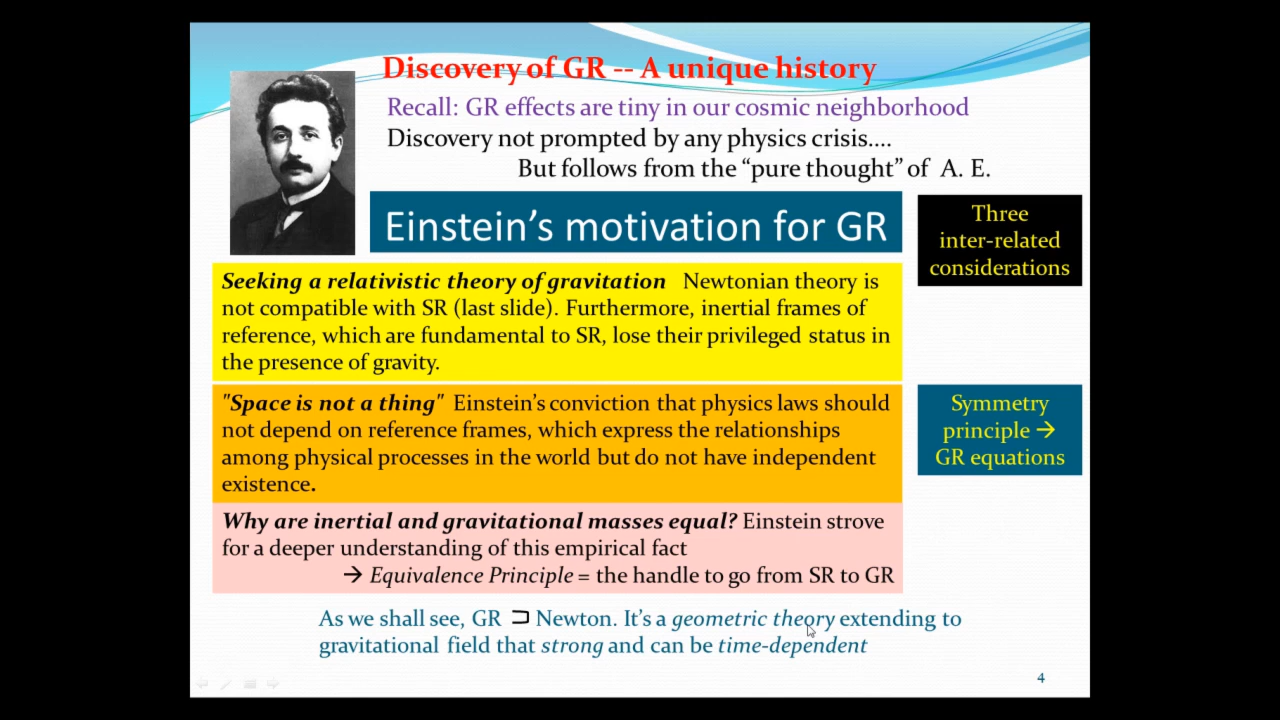 Discovery of GR -- A unique history
Recall: GR effects are tiny in our cosmic neighborhood
Discovery not prompted by any physics crisis....
But follows from the “pure thought” of A. E.
Einstein’s motivation for GR
Three
inter-related
considerations
Seeking a relativistic theory of gravitation Newtonian theory is
not compatible with SR (last slide). Furthermore, inertial frames of
reference, which are fundamental to SR, lose their privileged status in
the presence of gravity.
"Space is not a thing" Einstein’s conviction that physics laws should
not depend on reference frames, which express the relationships
among physical processes in the world but do not have independent
existence.
Symmetry
principle →
GR equations
Why are inertial and gravitational masses equal? Einstein strove
for a deeper understanding of this empirical fact
→ Equivalence Principle = the handle to go from SR to GR
As we shall see, GR ⊐ Newton. It’s a geometric theory extending to
gravitational field that strong and can be time-dependent
4